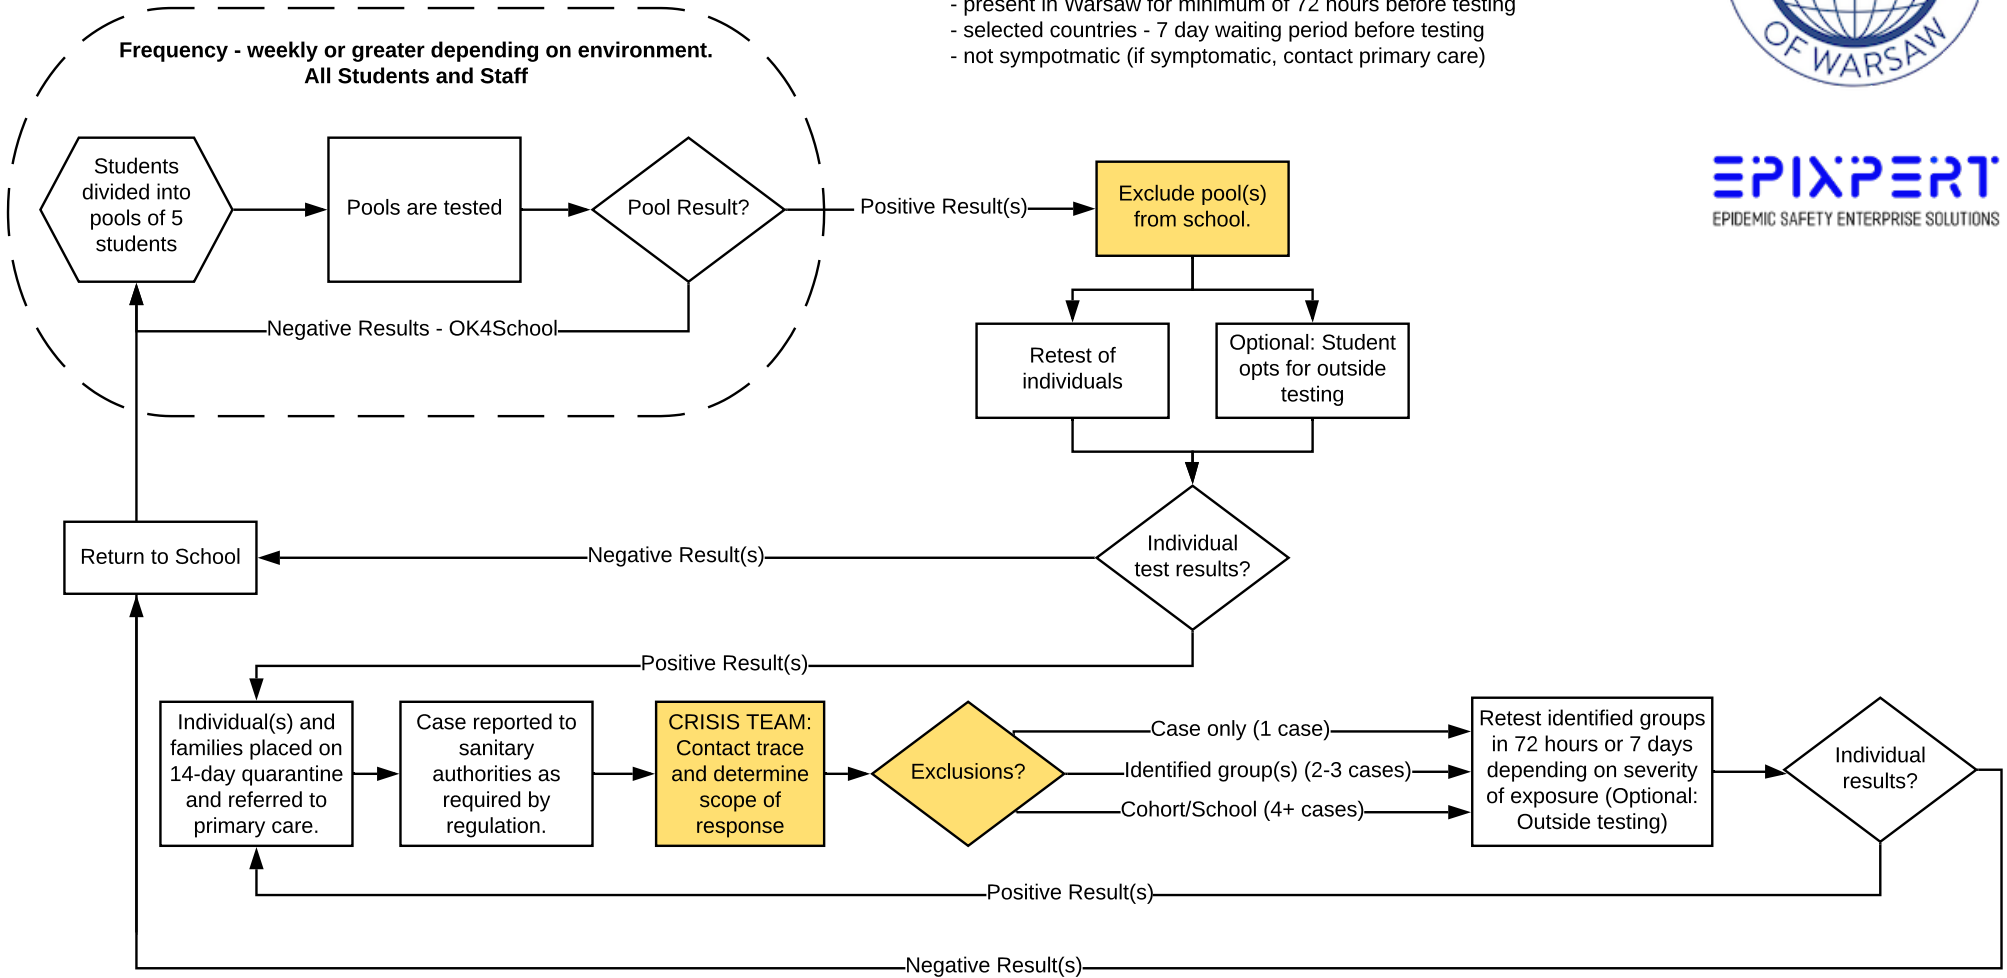 - present in Warsaw for minimum of 72 hours before testing
- selected countries - 7 day waiting period before testing
- not sympotmatic (if symptomatic, contact primary care)
OF WARSAW
Frequency - weekly or greater depending on environment.
All Students and Staff
Students
divided into
pools of 5
students
Pools are tested
Pool Result?
Positive Result(s)
Exclude pool(s)
from school.
EPIXPERT
EPIDEMIC SAFETY ENTERPRISE SOLUTIONS
Negative Results - OK4School
Retest of
individuals
Optional: Student
opts for outside
testing
Return to School
Negative Result(s)
Individual
test results?
Positive Result(s)
Individual(s) and
families placed on
14-day quarantine
and referred to
primary care.
Case reported to
sanitary
authorities as
required by
regulation.
CRISIS TEAM:
Contact trace
and determine
scope of
response
Exclusions?
Case only (1 case)
Identified group(s) (2-3 cases)
Cohort/School (4+ cases)
Retest identified groups
in 72 hours or 7 days
depending on severity
of exposure (Optional:
Outside testing)
Individual
results?
Positive Result(s)
Negative Result(s)